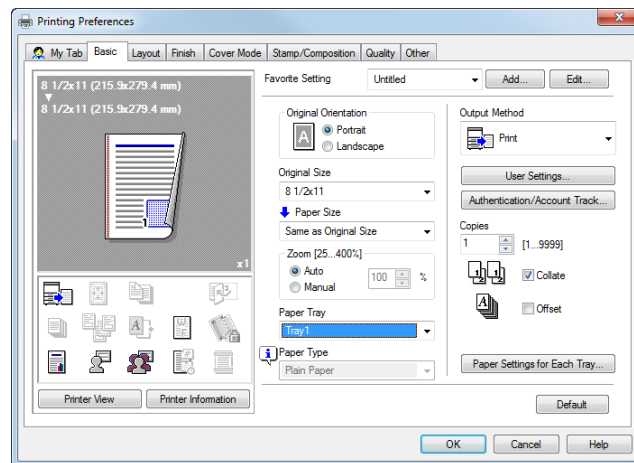 Printing Preferences
My Tab Basic Layout Finish Cover Mode Stamp/Composition Quality Other
8 1/2x11 (215.9x279.4 mm)
8 1/2x11 (215.9x279.4 mm)
1
x1
Printer View Printer Information
Favorite Setting Untitled Add... Edit...
Original Orientation
A
Portrait
Landscape
Original Size
8 1/2x11
Paper Size
Same as Original Size
Zoom [25...400%]
Auto
Manual
100 %
Paper Tray
Tray1
Paper Type
Plain Paper
Output Method
Print
User Settings...
Authentication/Account Track...
Copies
1 [1...9999]
Collate
Offset
Paper Settings for Each Tray...
Default
OK Cancel Help